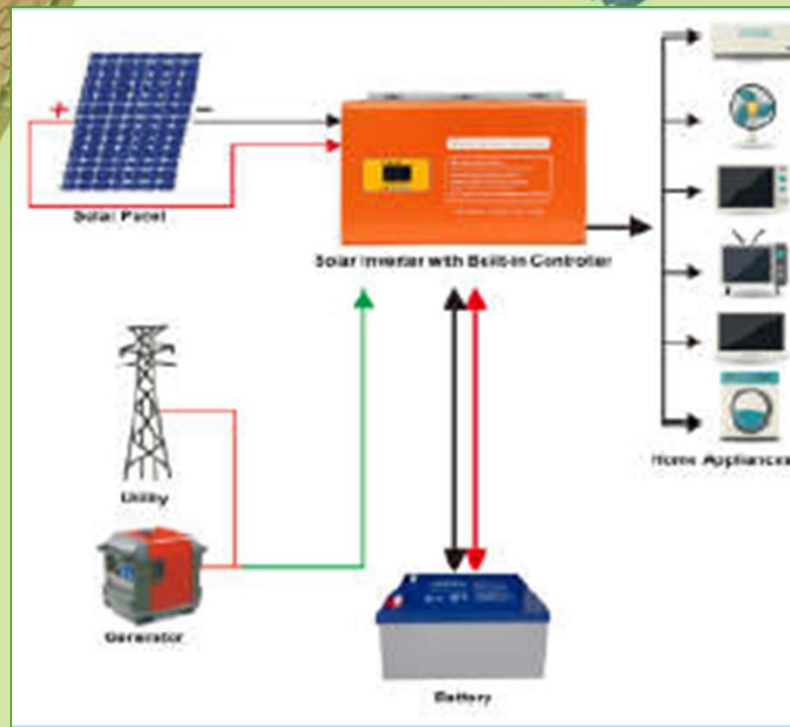 +
−
Solar Panel
Solar Inverter with Built-in Controller
Utility
Home Appliances
Generator
Battery